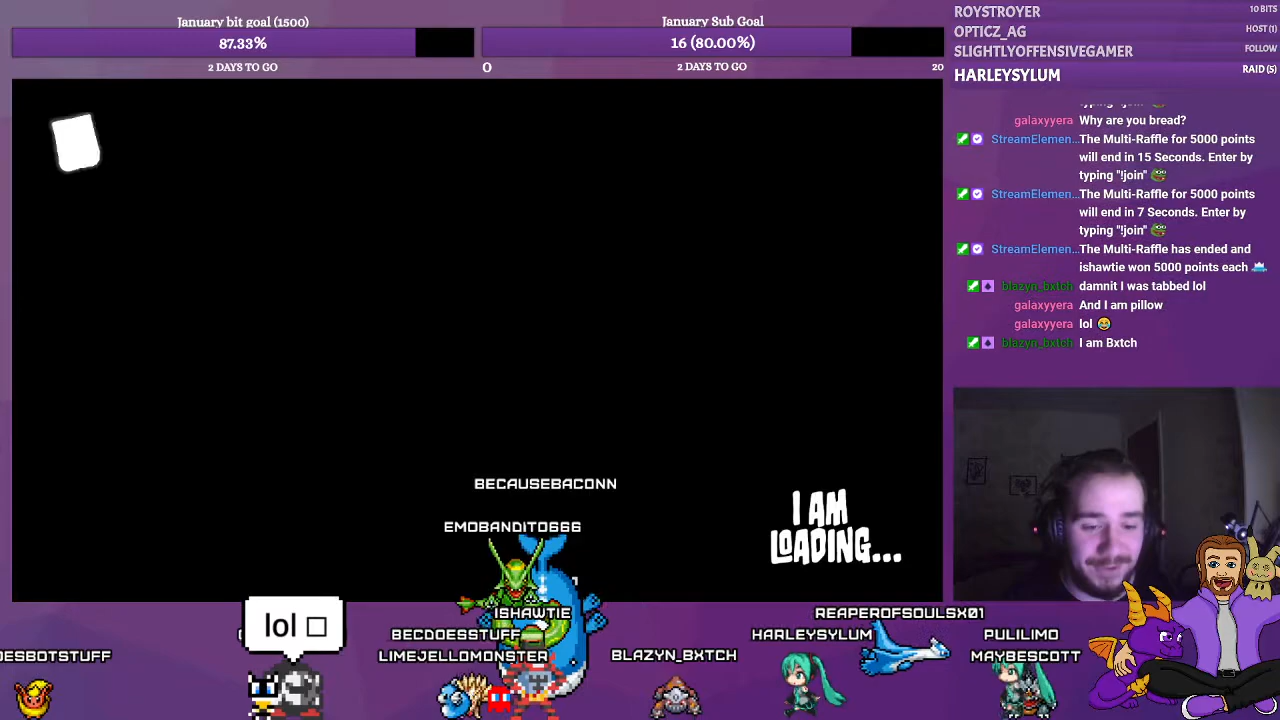 January bit goal (1500)
87.33%
2 DAYS TO GO
January Sub Goal
16 (80.00%)
0
2 DAYS TO GO
20
ROYSTROYER
10 BITS
OPTICZ_AG
HOST (1)
SLIGHTLYOFFENSIVEGAMER
FOLLOW
HARLEYSYLUM
RAID (5)
galaxyyera Why are you bread?
StreamElemen... The Multi-Raffle for 5000 points
will end in 15 Seconds. Enter by
typing "!join"
StreamElemen... The Multi-Raffle for 5000 points
will end in 7 Seconds. Enter by
typing "!join"
StreamElemen... The Multi-Raffle has ended and
ishawtie won 5000 points each
blazyn_bxtch damnit I was tabbed lol
galaxyyera And I am pillow
galaxyyera lol 😂
blazyn_bxtch I am Bxtch
BECAUSEBACONN
EMOBANDITO666
I AM
LOADING...
ISHAWTIE
REAPEROFSOULSX01
lol □
BECDOESSTUFF
HARLEYSYLUM
PULILIMO
OESBOTSTUFF
LIMEJELLOMONSTER
BLAZYN_BXTCH
MAYBESCOTT